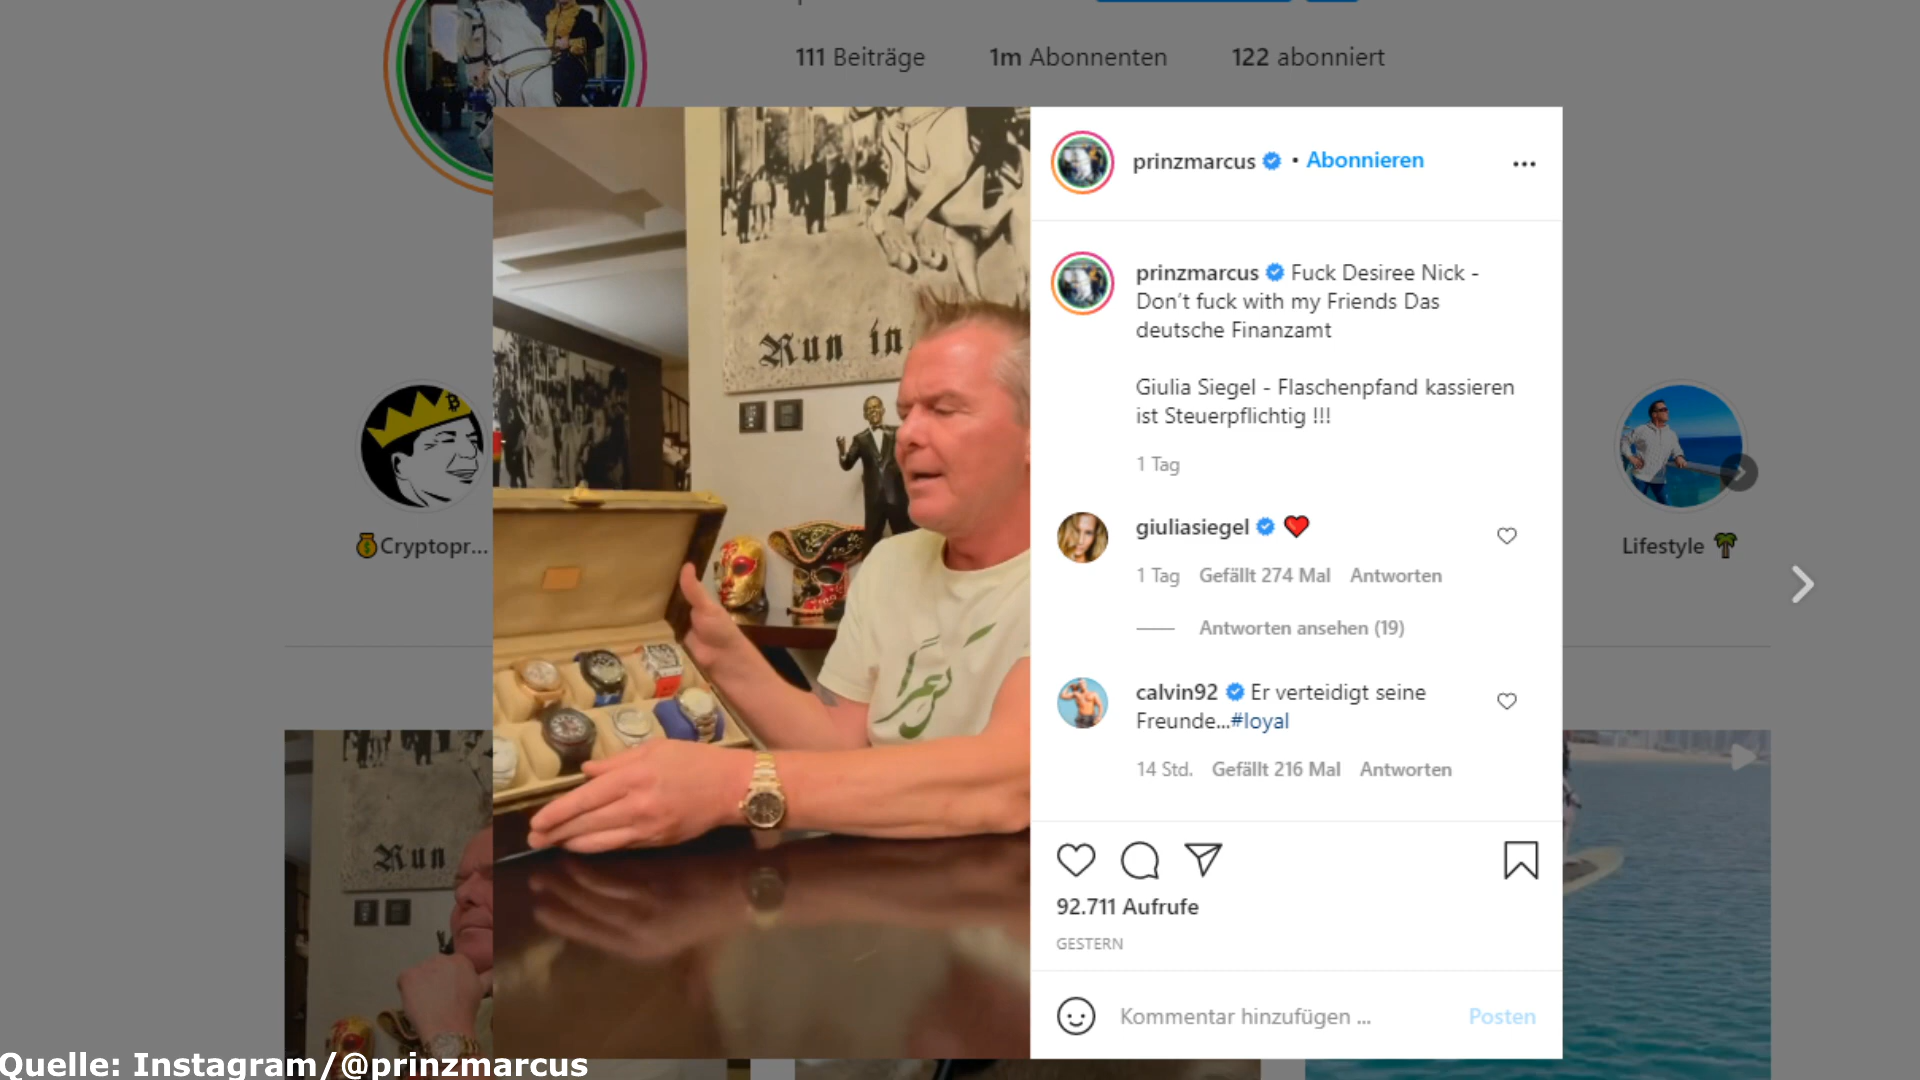 111 Beiträge 1m Abonnenten 122 abonniert
prinzmarcus • Abonnieren
prinzmarcus Fuck Desiree Nick -
Don't fuck with my Friends Das
deutsche Finanzamt
Giulia Siegel - Flaschenpfand kassieren
ist Steuerpflichtig !!!
1 Tag
giuliasiegel ❤️
1 Tag Gefällt 274 Mal Antworten
Antworten ansehen (19)
calvin92 Er verteidigt seine
Freunde...#loyal
14 Std. Gefällt 216 Mal Antworten
92.711 Aufrufe
GESTERN
Kommentar hinzufügen ... Posten
Run in
💰Cryptopr...
Lifestyle 🌴
Run
Quelle: Instagram/@prinzmarcus